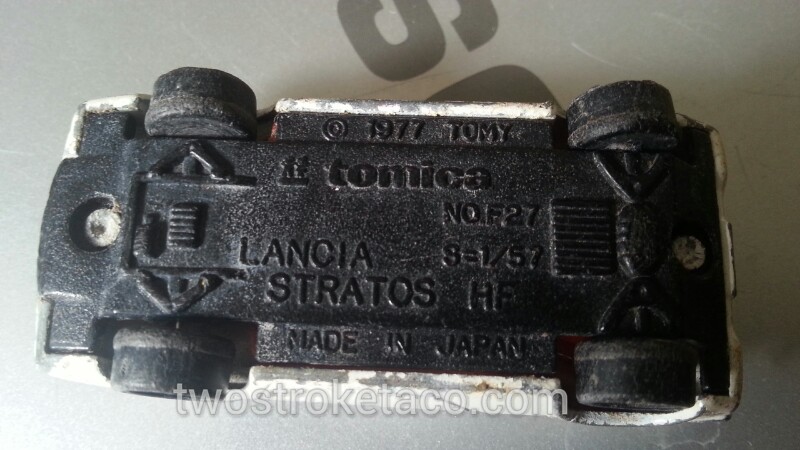 S
© 1977 TOMY
tomica
NO.F27
LANCIA S=1/57
STRATOS HF
MADE IN JAPAN
twostroketaco.com